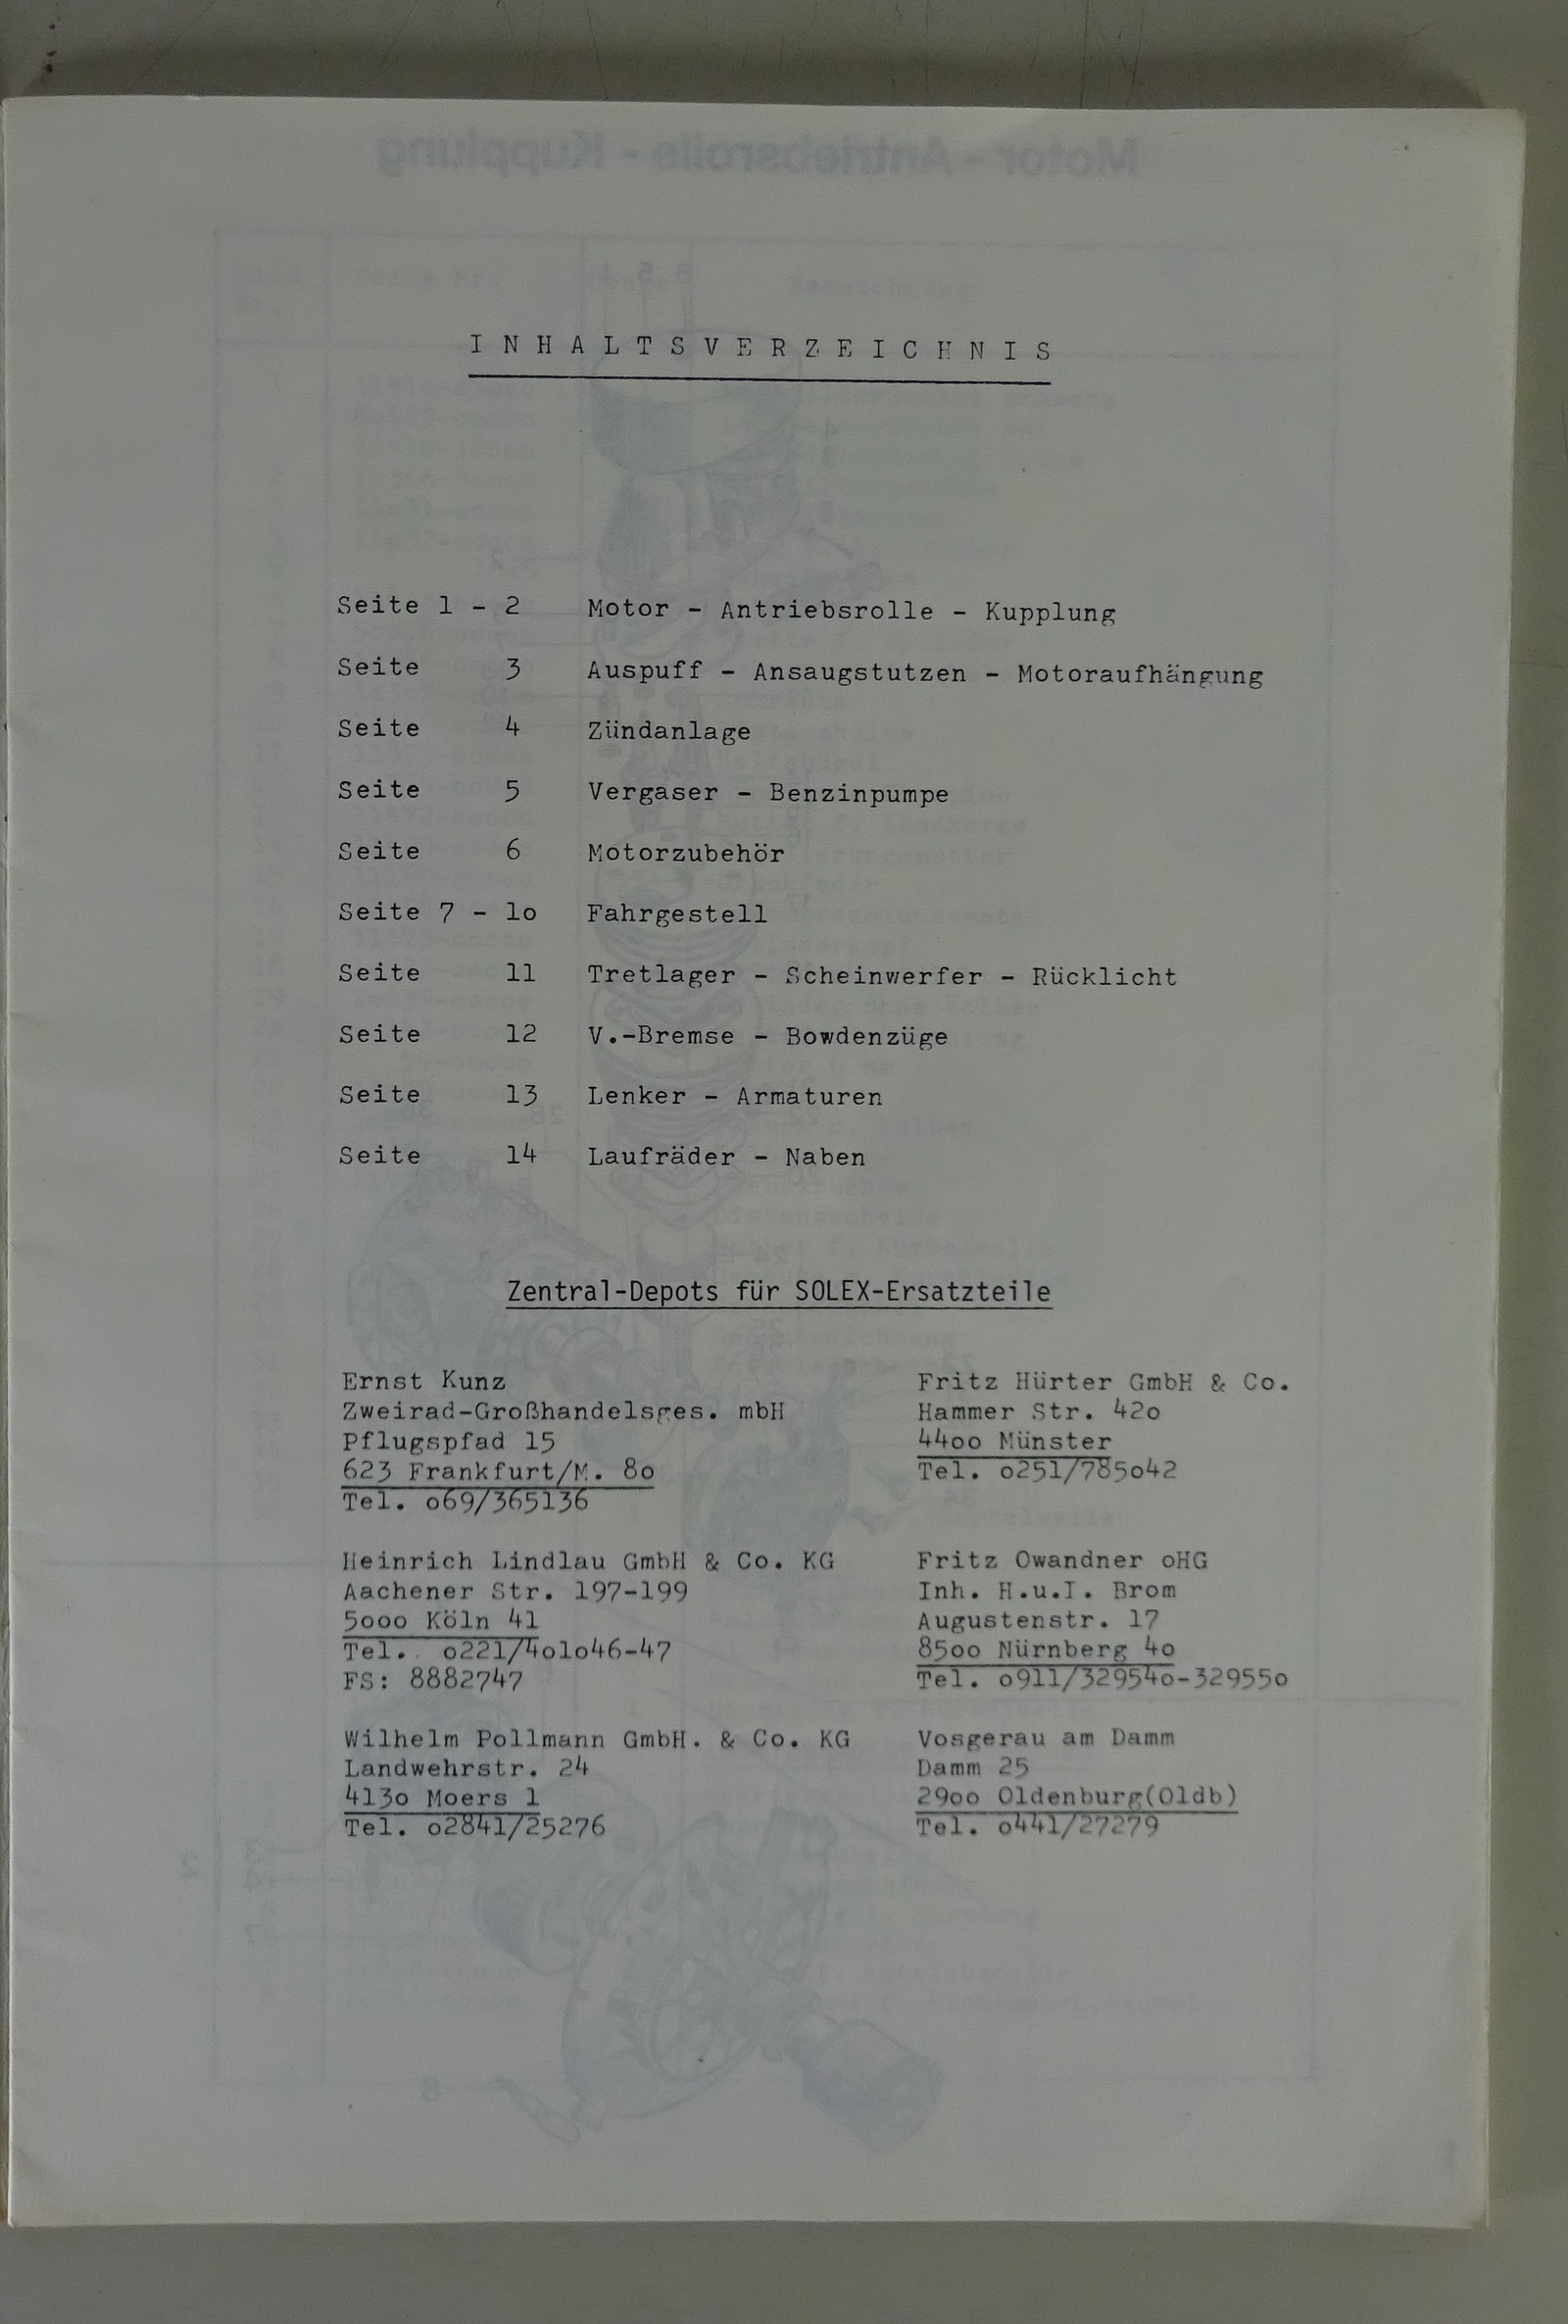 INHALTSVERZEICHNIS
Seite 1 - 2 Motor - Antriebsrolle - Kupplung
Seite 3 Auspuff - Ansaugstutzen - Motoraufhängung
Seite 4 Zündanlage
Seite 5 Vergaser - Benzinpumpe
Seite 6 Motorzubehör
Seite 7 - 1o Fahrgestell
Seite 11 Tretlager - Scheinwerfer - Rücklicht
Seite 12 V.-Bremse - Bowdenzüge
Seite 13 Lenker - Armaturen
Seite 14 Laufräder - Naben
Zentral-Depots für SOLEX-Ersatzteile
Ernst Kunz
Zweirad-Großhandelsges. mbH
Pflugspfad 15
623 Frankfurt/M. 8o
Tel. o69/365136
Fritz Hürter GmbH & Co.
Hammer Str. 42o
44oo Münster
Tel. o251/785o42
Heinrich Lindlau GmbH & Co. KG
Aachener Str. 197-199
5ooo Köln 41
Tel. o221/4o1o46-47
FS: 8882747
Fritz Owandner oHG
Inh. H.u.I. Brom
Augustenstr. 17
85oo Nürnberg 4o
Tel. o911/32954o-32955o
Wilhelm Pollmann GmbH. & Co. KG
Landwehrstr. 24
413o Moers 1
Tel. o2841/25276
Vosgerau am Damm
Damm 25
29oo Oldenburg(Oldb)
Tel. o441/27279